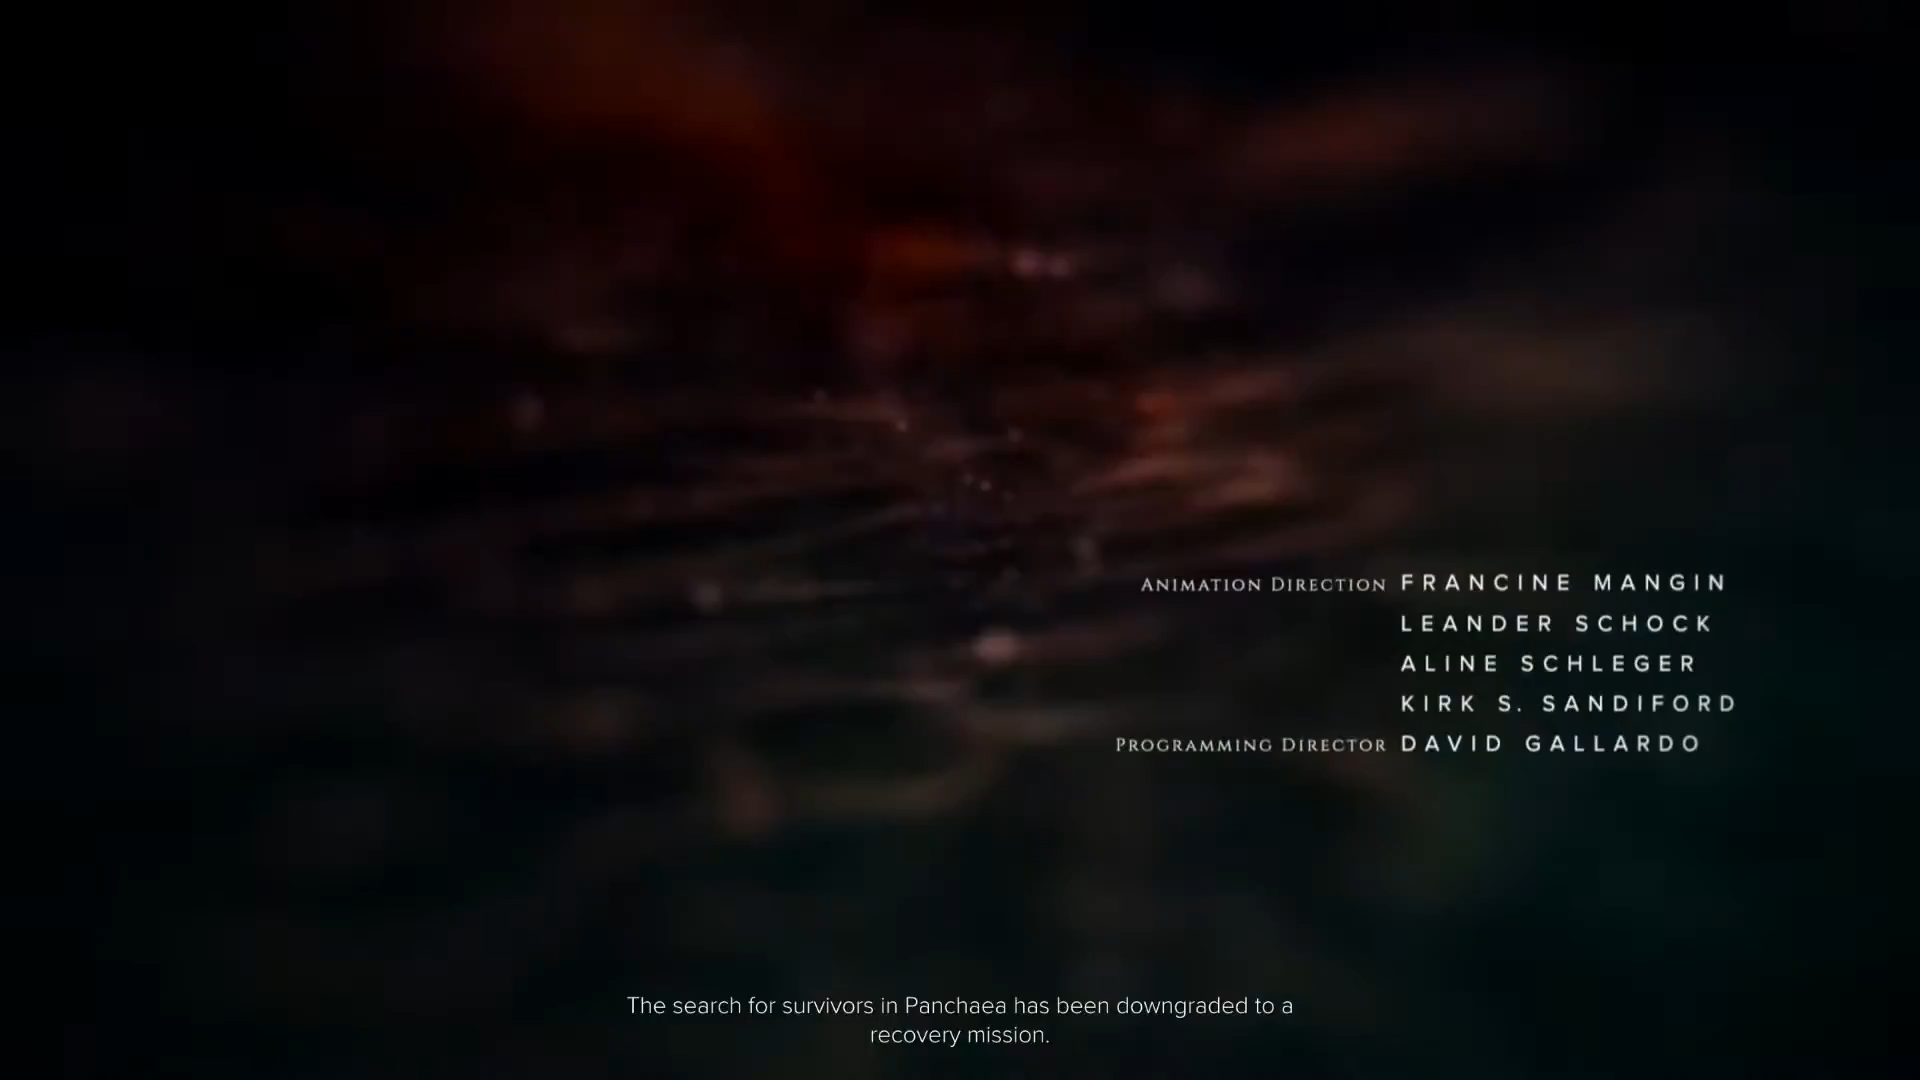 Animation Direction FRANCINE MANGIN
LEANDER SCHOCK
ALINE SCHLEGER
KIRK S. SANDIFORD
Programming Director DAVID GALLARDO
The search for survivors in Panchaea has been downgraded to a
recovery mission.